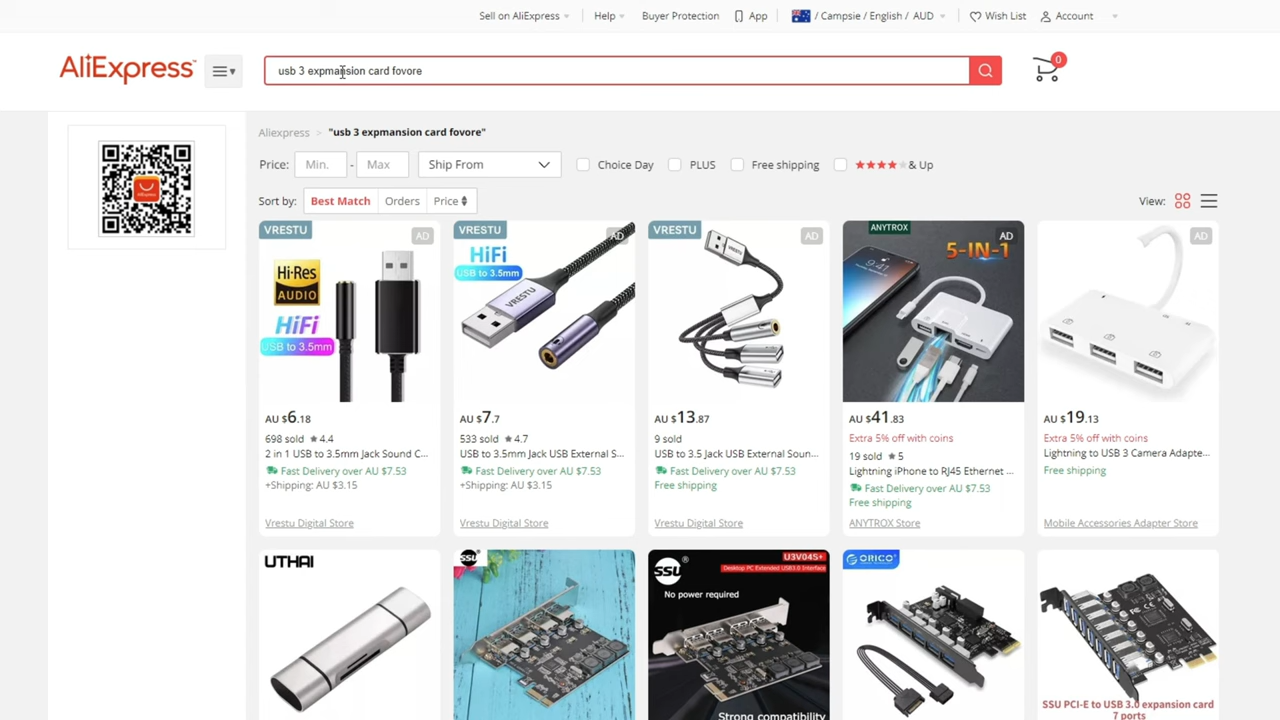 Sell on AliExpress
Help
Buyer Protection
App
/ Campsie / English / AUD
Wish List
Account
AliExpress
usb 3 expmansion card fovore
0
Aliexpress > "usb 3 expmansion card fovore"
Price: Min. - Max
Ship From
Choice Day
PLUS
Free shipping
& Up
Sort by: Best Match Orders Price
View:
VRESTU
AD
Hi-Res
AUDIO
HiFi
USB to 3.5mm
AU $6.18
698 sold ★4.4
2 in 1 USB to 3.5mm Jack Sound C...
Fast Delivery over AU $7.53
+Shipping: AU $3.15
Vrestu Digital Store
VRESTU
AD
HiFi
USB to 3.5mm
VRESTU
AU $7.7
533 sold ★4.7
USB to 3.5mm Jack USB External S...
Fast Delivery over AU $7.53
+Shipping: AU $3.15
Vrestu Digital Store
VRESTU
AD
AU $13.87
9 sold
USB to 3.5 Jack USB External Soun...
Fast Delivery over AU $7.53
Free shipping
Vrestu Digital Store
ANYTROX
AD
5-IN-1
9:41
AU $41.83
Extra 5% off with coins
19 sold ★5
Lightning iPhone to RJ45 Ethernet ...
Fast Delivery over AU $7.53
Free shipping
ANYTROX Store
AD
AU $19.13
Extra 5% off with coins
Lightning to USB 3 Camera Adapte...
Free shipping
Mobile Accessories Adapter Store
UTHAI
SSU
U3V04S+
Desktop PC Extended USB3.0 Interface
SSU
No power required
Strong compatibility
ORICO
SSU PCI-E to USB 3.0 expansion card
7 ports